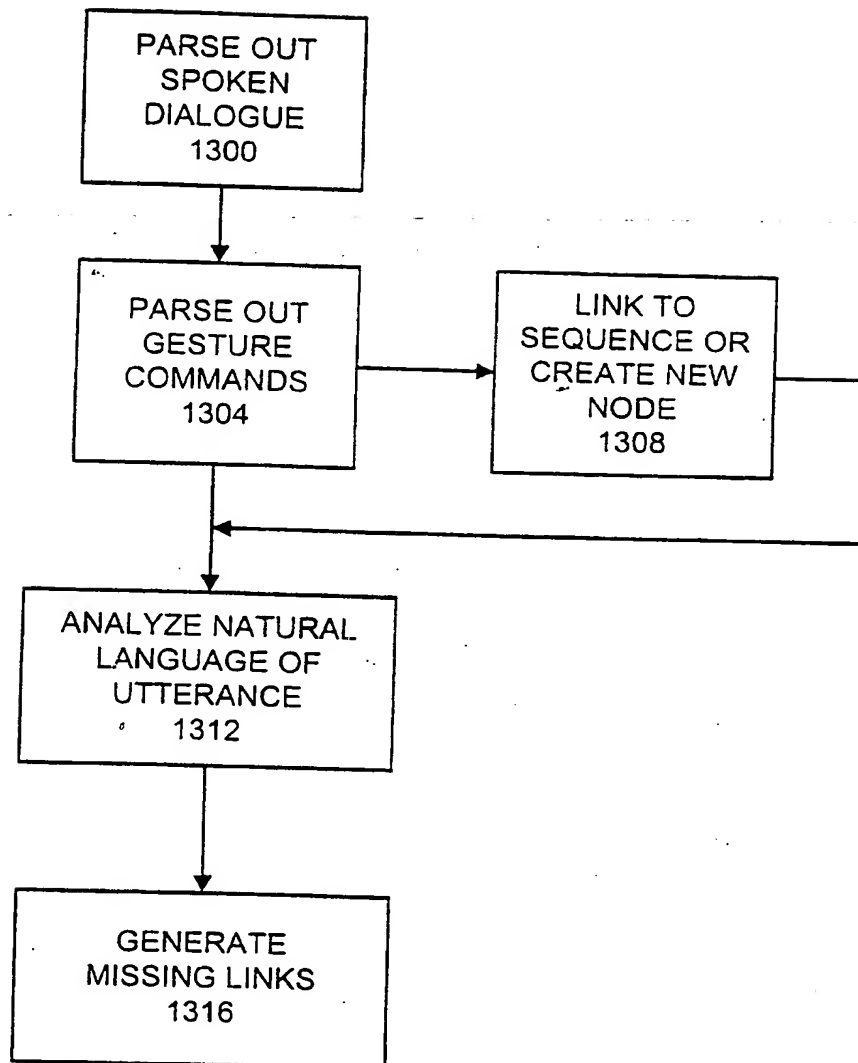 PARSE OUT
SPOKEN
DIALOGUE
1300
PARSE OUT
GESTURE
COMMANDS
1304
LINK TO
SEQUENCE OR
CREATE NEW
NODE
1308
ANALYZE NATURAL
LANGUAGE OF
UTTERANCE
1312
GENERATE
MISSING LINKS
1316